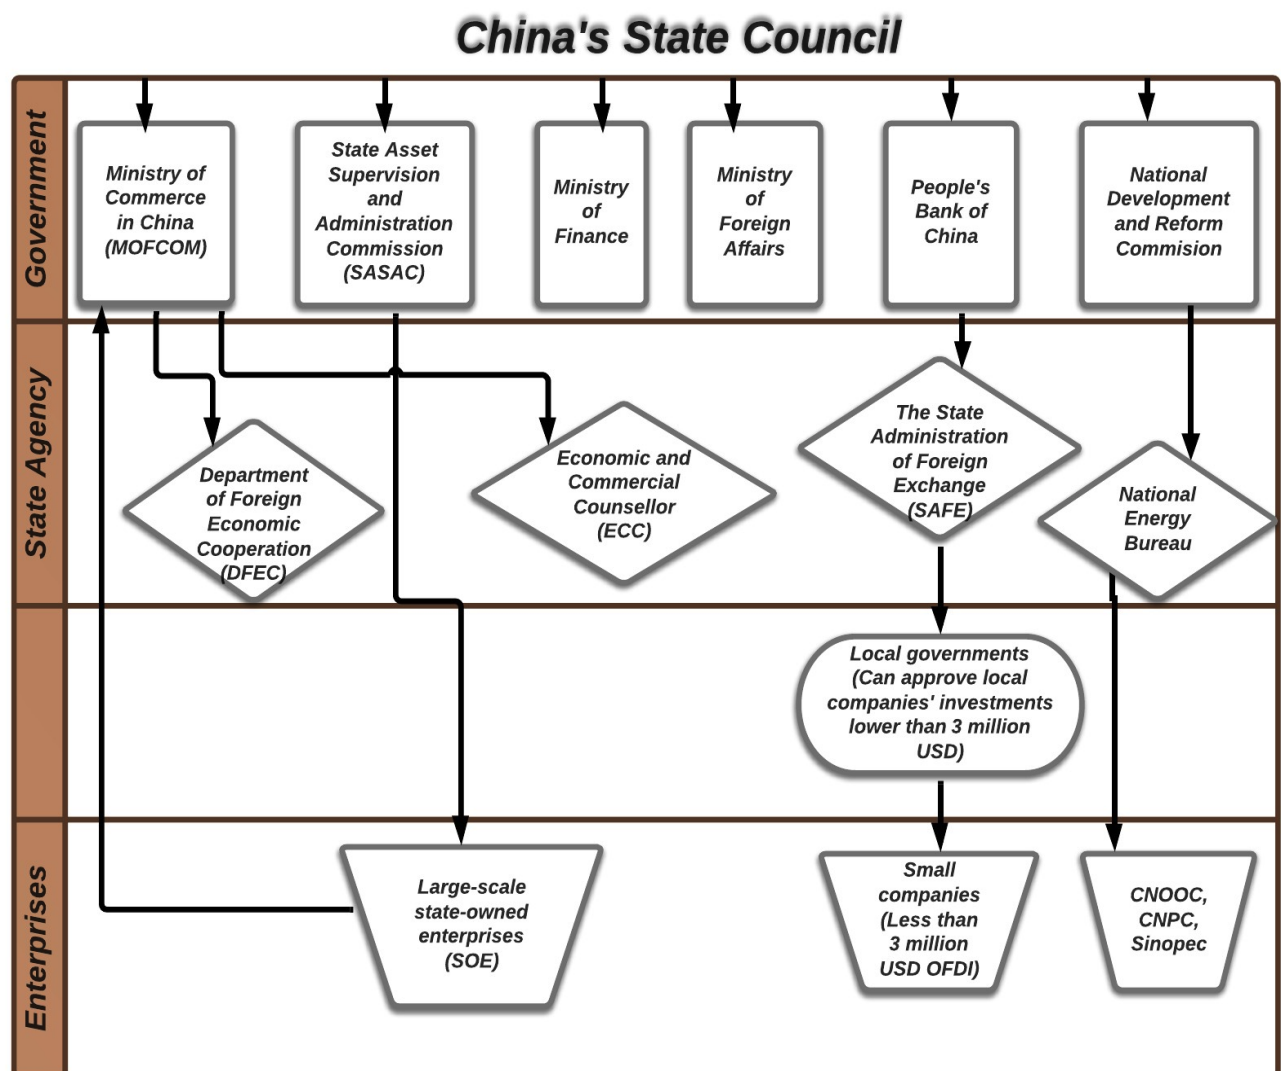 China's State Council
Government
Ministry of
Commerce
in China
(MOFCOM)
State Asset
Supervision
and
Administration
Commission
(SASAC)
Ministry
of
Finance
Ministry
of
Foreign
Affairs
People's
Bank of
China
National
Development
and Reform
Commision
State Agency
Department
of Foreign
Economic
Cooperation
(DFEC)
Economic and
Commercial
Counsellor
(ECC)
The State
Administration
of Foreign
Exchange
(SAFE)
National
Energy
Bureau
Local governments
(Can approve local
companies' investments
lower than 3 million
USD)
Enterprises
Large-scale
state-owned
enterprises
(SOE)
Small
companies
(Less than
3 million
USD OFDI)
CNOOC,
CNPC,
Sinopec